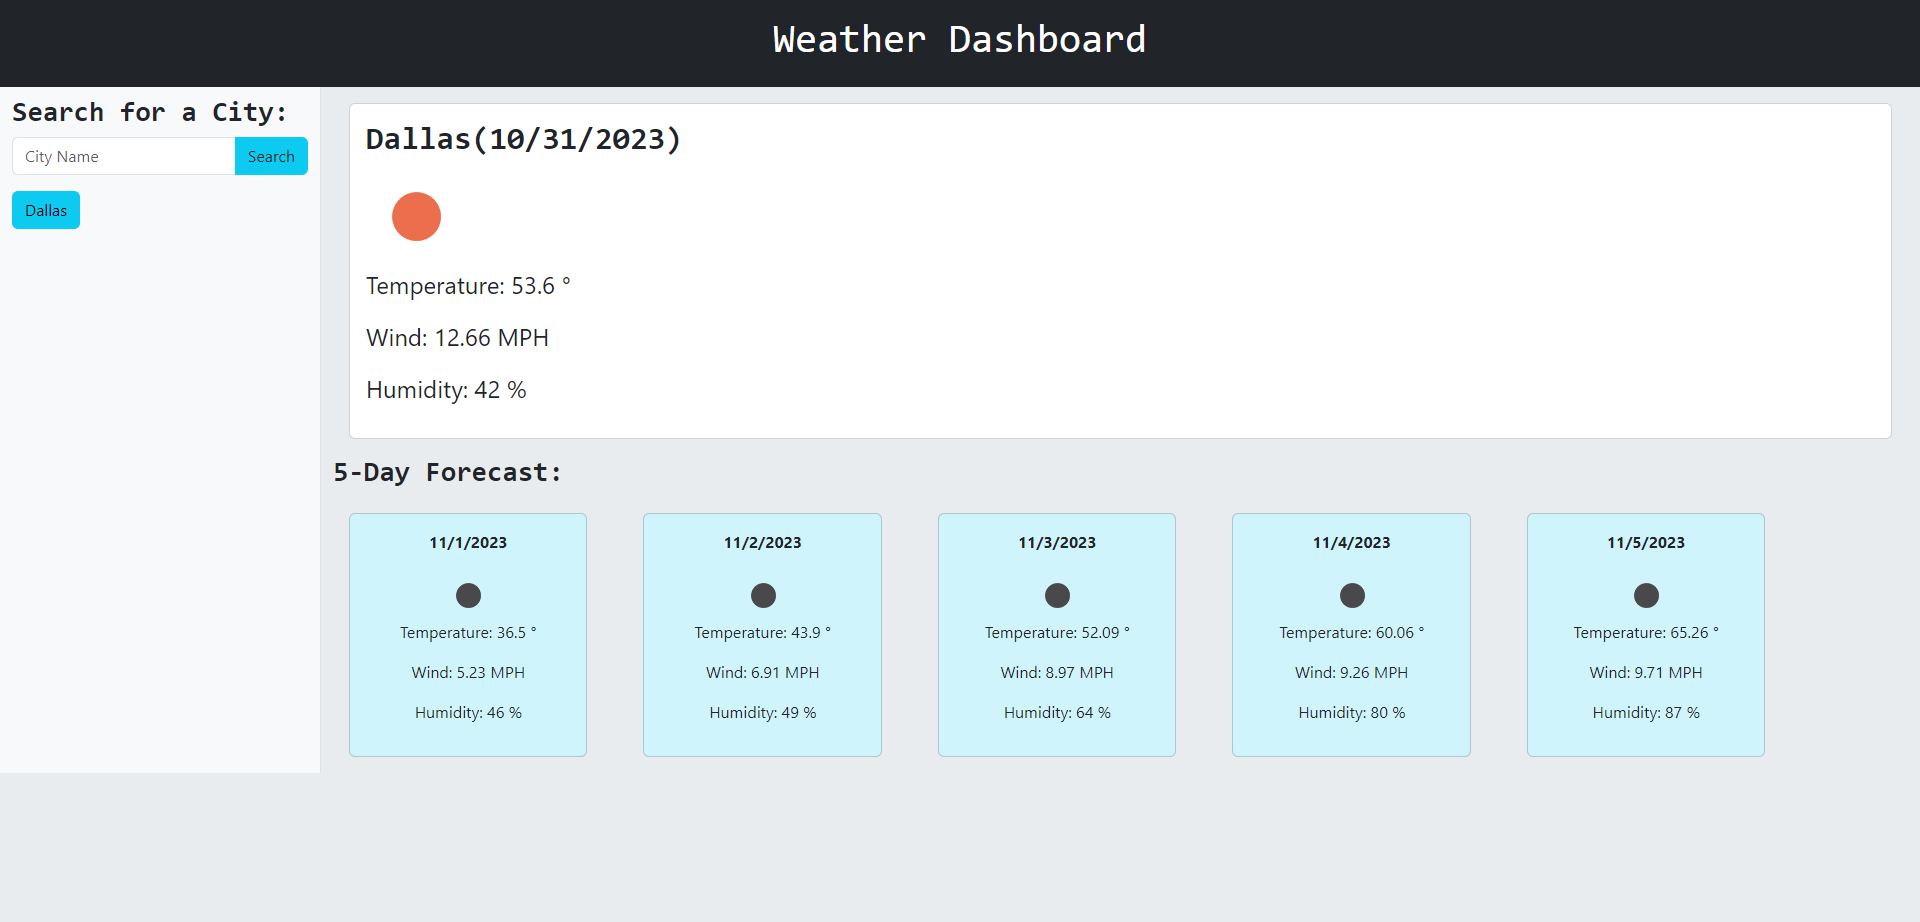 Weather Dashboard
Search for a City:
City Name
Search
Dallas
Dallas(10/31/2023)
Temperature: 53.6 °
Wind: 12.66 MPH
Humidity: 42 %
5-Day Forecast:
11/1/2023
Temperature: 36.5 °
Wind: 5.23 MPH
Humidity: 46 %
11/2/2023
Temperature: 43.9 °
Wind: 6.91 MPH
Humidity: 49 %
11/3/2023
Temperature: 52.09 °
Wind: 8.97 MPH
Humidity: 64 %
11/4/2023
Temperature: 60.06 °
Wind: 9.26 MPH
Humidity: 80 %
11/5/2023
Temperature: 65.26 °
Wind: 9.71 MPH
Humidity: 87 %